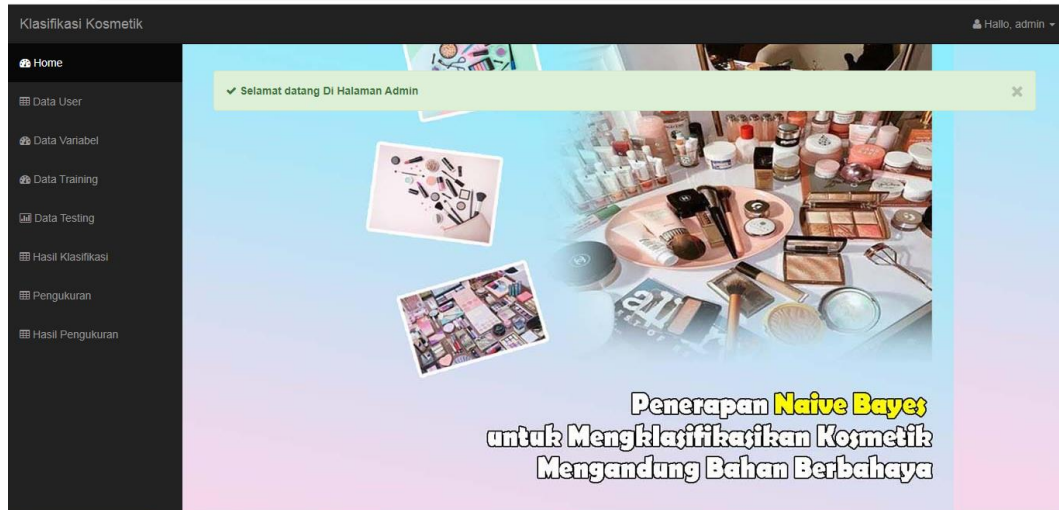 Klasifikasi Kosmetik
Hallo, admin
Home
Data User
Data Variabel
Data Training
Data Testing
Hasil Klasifikasi
Pengukuran
Hasil Pengukuran
Selamat datang Di Halaman Admin
Penerapan Naive Bayes
untuk Mengklasifikasikan Kosmetik
Mengandung Bahan Berbahaya